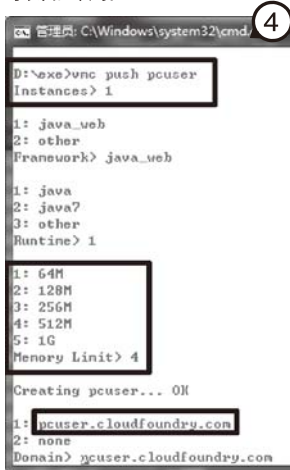 ④
管理员: C:\Windows\system32\cmd.
D:\exe>vmc push pcuser
Instances> 1
1: java_web
2: other
Framework> java_web
1: java
2: java7
3: other
Runtime> 1
1: 64M
2: 128M
3: 256M
4: 512M
5: 1G
Memory Limit> 4
Creating pcuser... OK
1: pcuser.cloudfoundry.com
2: none
Domain> pcuser.cloudfoundry.com